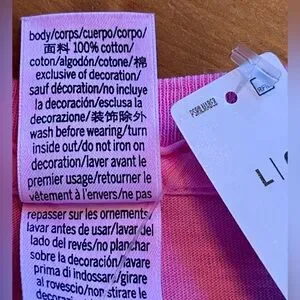 body/corps/cuerpo/corpo/
面料 100% cotton/
coton/algodón/cotone/棉
exclusive of decoration/
sauf décoration/no incluye
la decoración/esclusa la
decorazione/装饰除外
wash before wearing/turn
inside out/do not iron on
decoration/laver avant le
premier usage/retourner le
vêtement à l'envers/ne pas
repasser sur les ornements/
lavar antes de usar/lavar del
lado del revés/no planchar
sobre la decoración/lavare
prima di indossare/girare
al rovescio/non stirare le
L